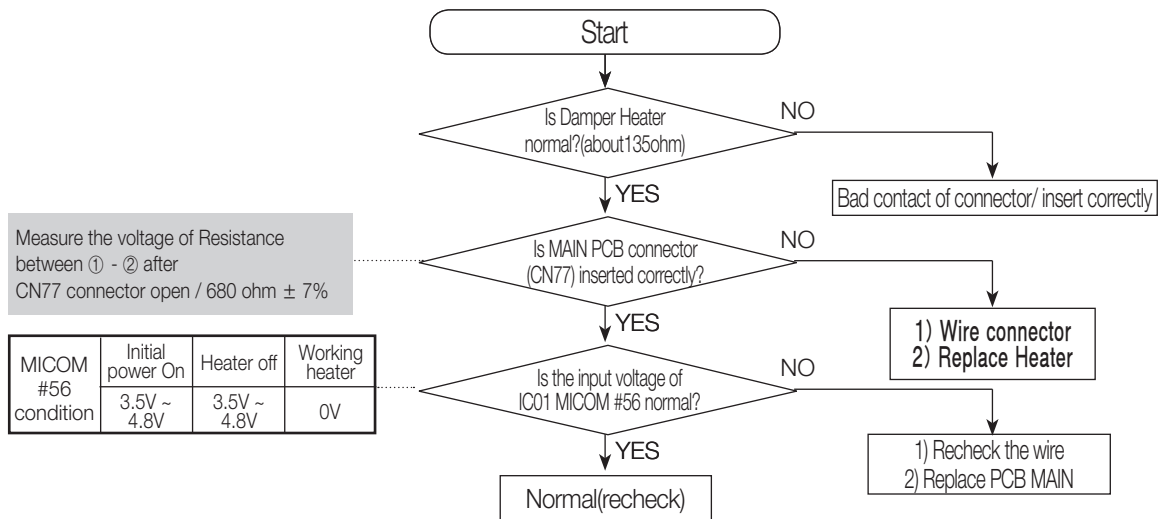 Start
Is Damper Heater
normal?(about135ohm)
NO
Bad contact of connector/ insert correctly
YES
Measure the voltage of Resistance
between ① - ② after
CN77 connector open / 680 ohm ± 7%
Is MAIN PCB connector
(CN77) inserted correctly?
NO
1) Wire connector
2) Replace Heater
YES
MICOM
#56
condition
Initial
power On
Heater off
Working
heater
3.5V ~
4.8V
3.5V ~
4.8V
0V
Is the input voltage of
IC01 MICOM #56 normal?
NO
1) Recheck the wire
2) Replace PCB MAIN
YES
Normal(recheck)